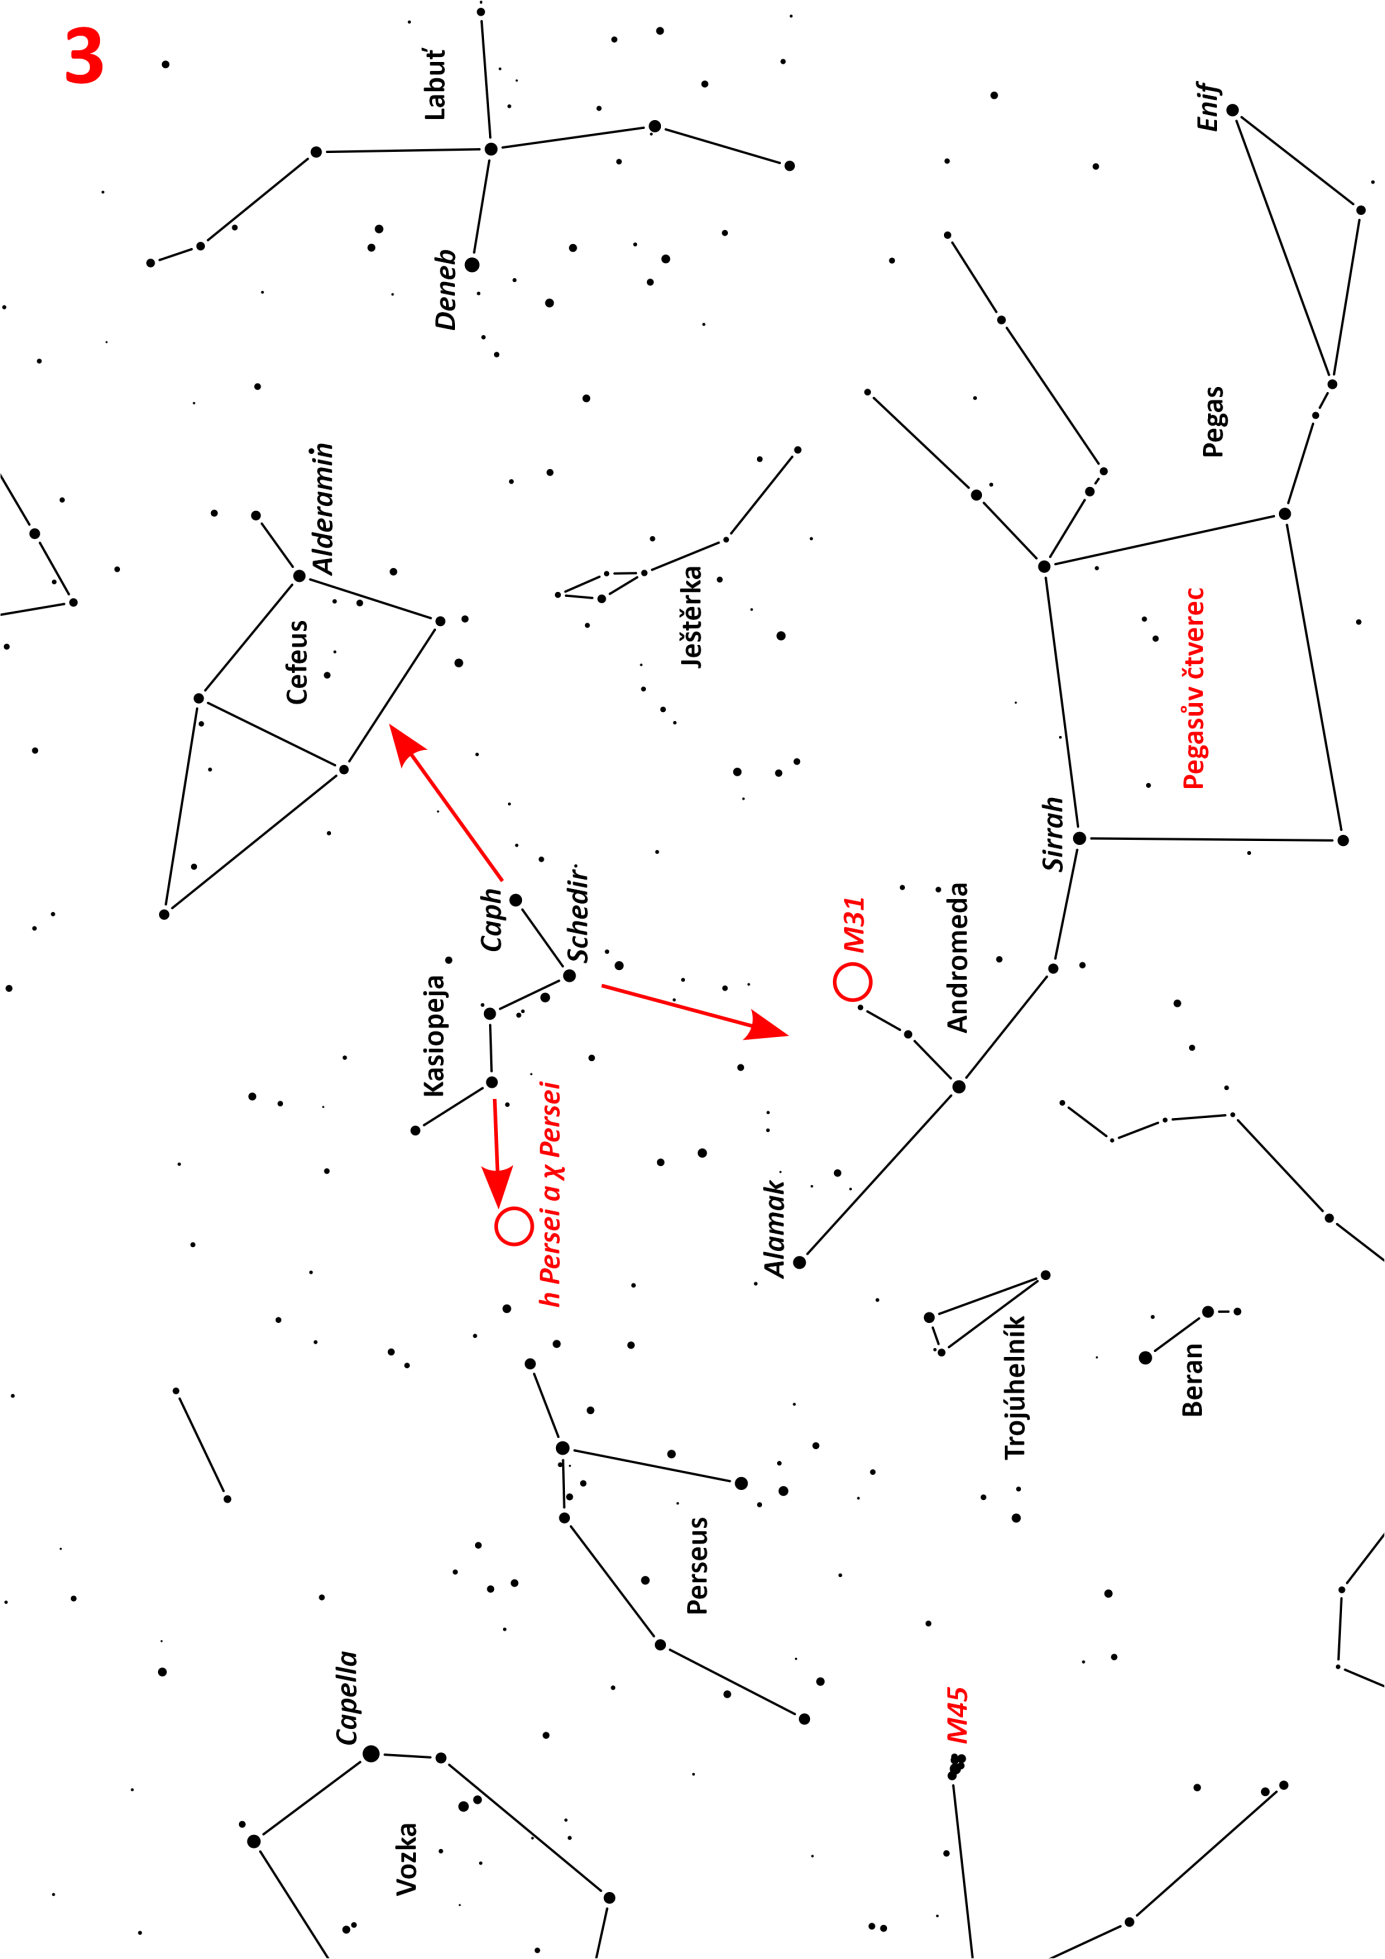 3
Labuť
Enif
Deneb
Pegas
Alderamin
Cefeus
Ještěrka
Pegasův čtverec
Sirrah
Caph
Schedir
M31
Andromeda
Kasiopeja
h Persei a χ Persei
Alamak
Trojúhelník
Beran
Perseus
Capella
M45
Vozka